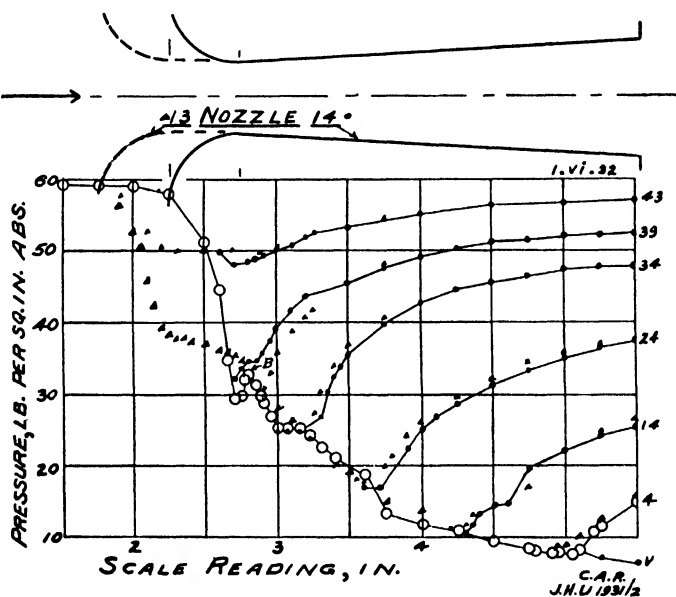 13 NOZZLE 14
1.vi.32
60
50
40
30
20
10
PRESSURE, LB. PER SQ. IN. ABS.
43
39
34
24
14
4
V
B
2 3 4 5
SCALE READING, IN.
C.A.R.
J.H.U 1931/2